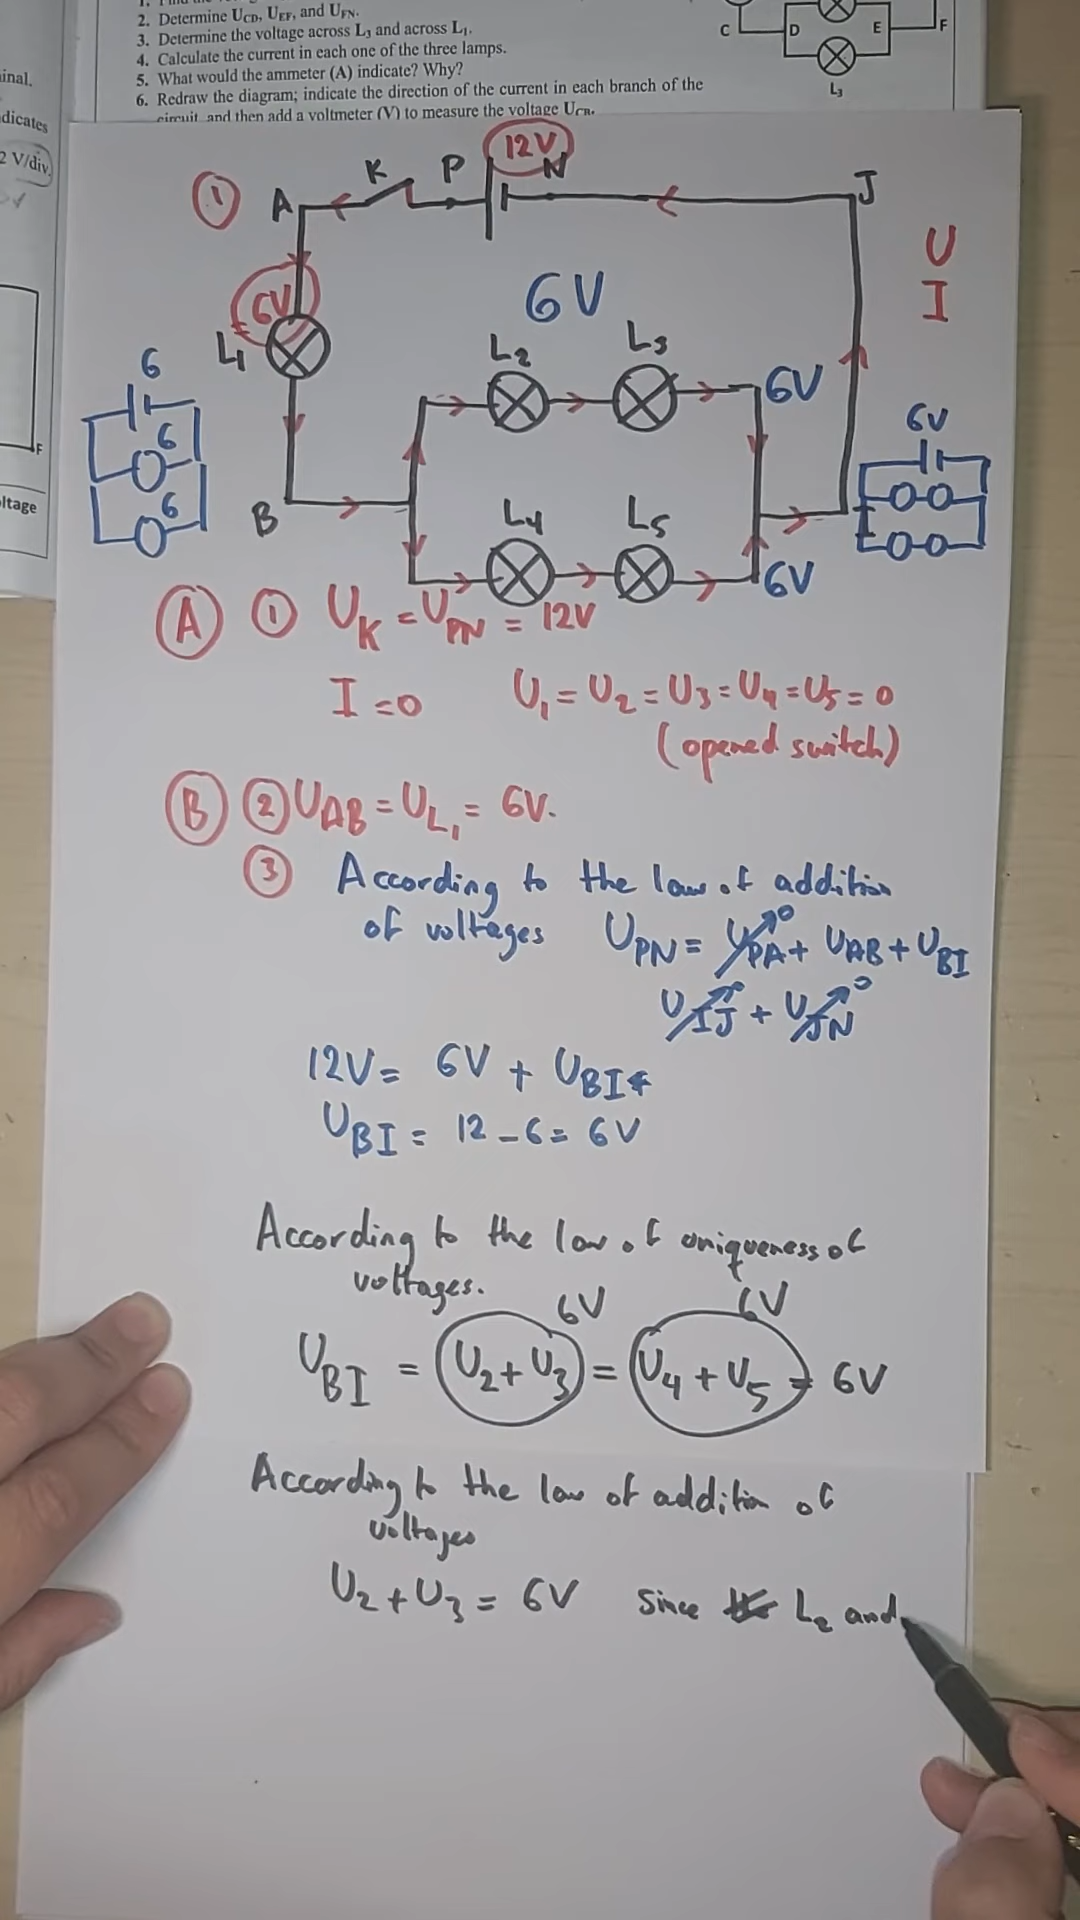 2. Determine UCD, UEF, and UFN.
3. Determine the voltage across L3 and across L1.
4. Calculate the current in each one of the three lamps.
5. What would the ammeter (A) indicate? Why?
6. Redraw the diagram; indicate the direction of the current in each branch of the
circuit, and then add a voltmeter (V) to measure the voltage
C D E F
L3
inal.
dicates
2 V/div.
F
ltage
① A K P 12V N J
U
I
6V
L1
6V
L2 L3
6V
6
6
6
6V
B
L4 L5
6V
Ⓐ ① UK = UPN = 12V
I = 0 U1 = U2 = U3 = U4 = U5 = 0
(opened switch)
Ⓑ ② UAB = UL1 = 6V.
③ According to the law of addition
of voltages UPN = UPA + UAB + UBI
0
UIJ + UJN
0
12V = 6V + UBI
UBI = 12 - 6 = 6V
According to the law of uniqueness of
voltages.
6V 6V
UBI = U2 + U3 = U4 + U5 = 6V
According to the law of addition of
voltages
U2 + U3 = 6V since L2 and